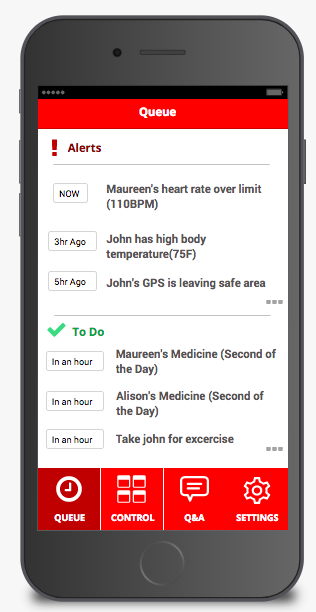 Queue
Alerts
NOW
Maureen's heart rate over limit
(110BPM)
3hr Ago
John has high body
temperature(75F)
5hr Ago
John's GPS is leaving safe area
To Do
In an hour
Maureen's Medicine (Second of
the Day)
In an hour
Alison's Medicine (Second of
the Day)
In an hour
Take john for excercise
QUEUE
CONTROL
Q&A
SETTINGS